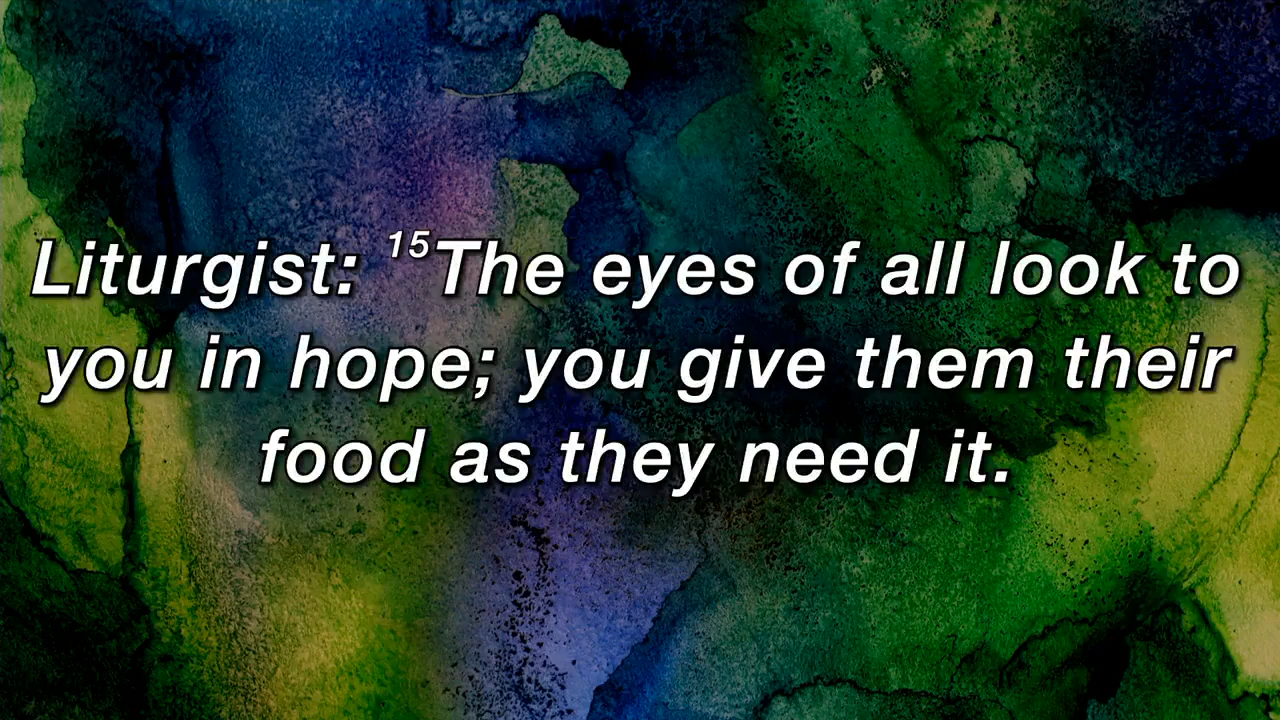 Liturgist: ¹⁵The eyes of all look to
you in hope; you give them their
food as they need it.